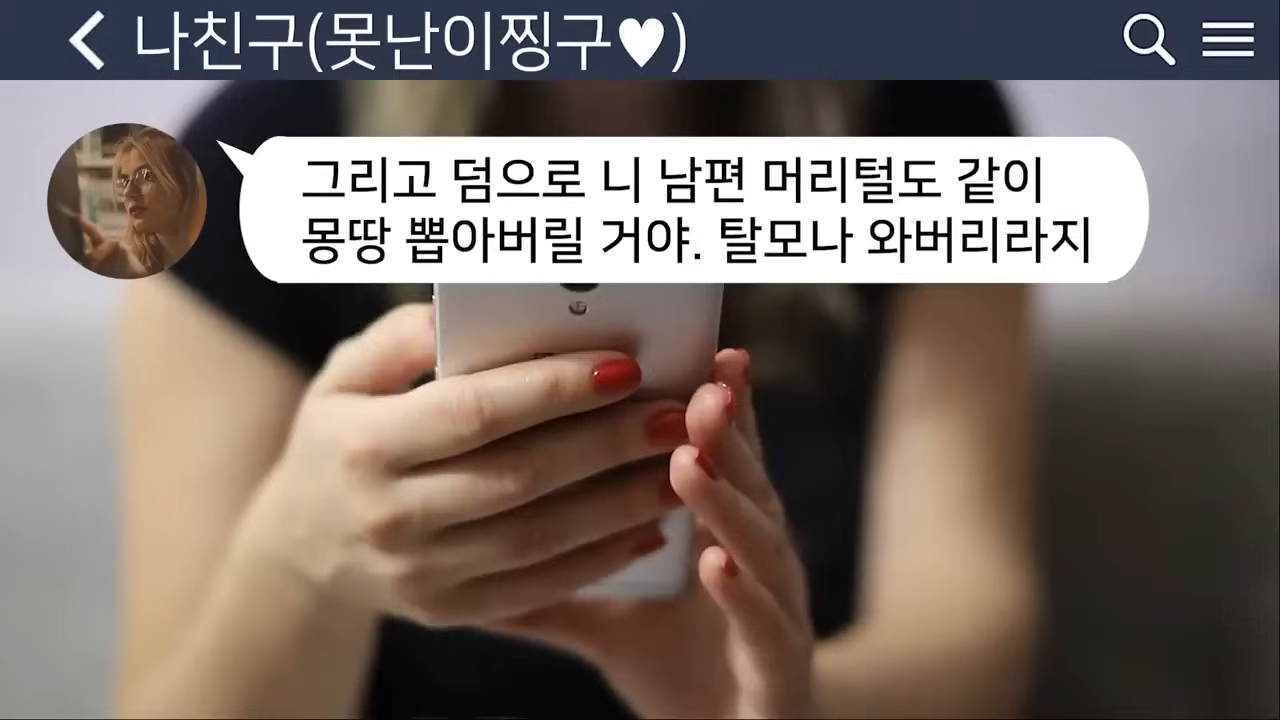 나친구(못난이찡구♥)
그리고 덤으로 니 남편 머리털도 같이
몽땅 뽑아버릴 거야. 탈모나 와버리라지